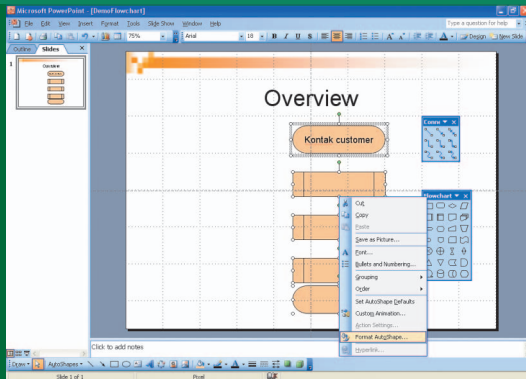 Microsoft PowerPoint - [DemoFlowchart]
File Edit View Insert Format Tools Slide Show Window Help
Type a question for help
75% Arial 18 B I U S Design New Slide
Outline Slides
1
Overview
Overview
Kontak customer
Conne
Flowchart
Cut
Copy
Paste
Save as Picture...
Font...
Bullets and Numbering...
Grouping
Order
Set AutoShape Defaults
Custom Animation...
Action Settings...
Format AutoShape...
Hyperlink...
Click to add notes
Draw AutoShapes
Slide 1 of 1 Pixel